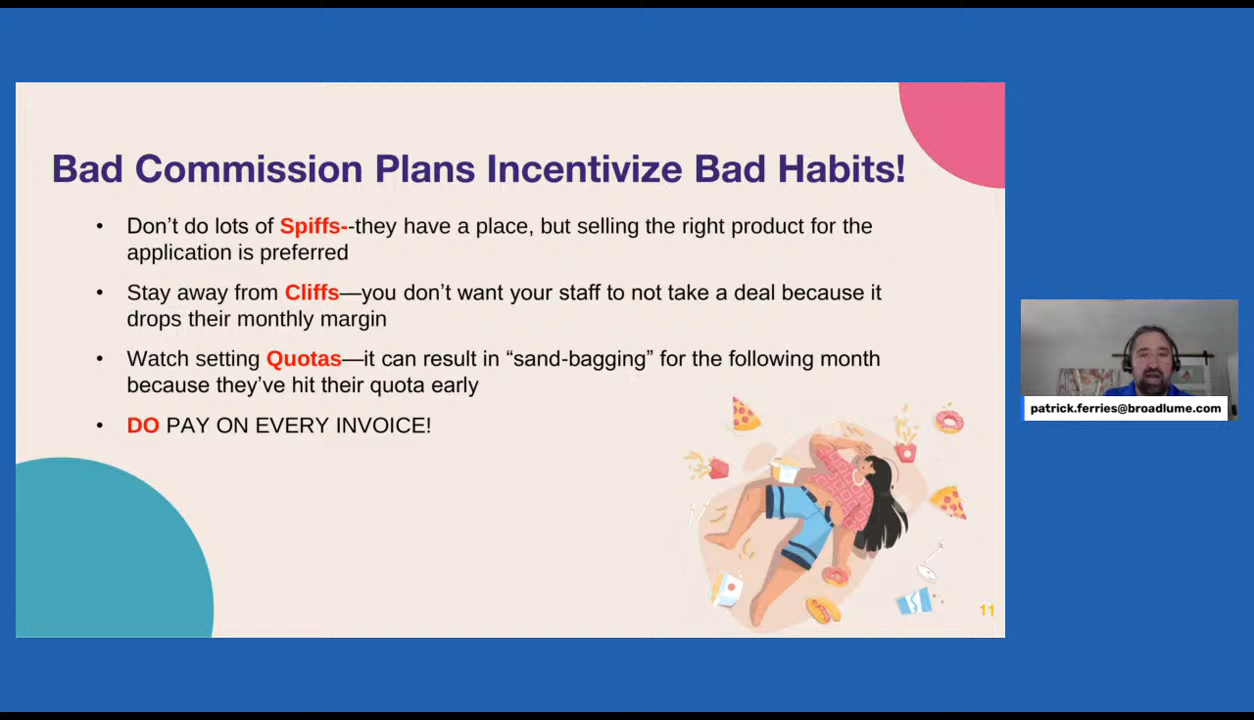 Bad Commission Plans Incentivize Bad Habits!
• Don’t do lots of Spiffs--they have a place, but selling the right product for the
application is preferred
• Stay away from Cliffs—you don’t want your staff to not take a deal because it
drops their monthly margin
• Watch setting Quotas—it can result in “sand-bagging” for the following month
because they’ve hit their quota early
• DO PAY ON EVERY INVOICE!
patrick.ferries@broadlume.com
11